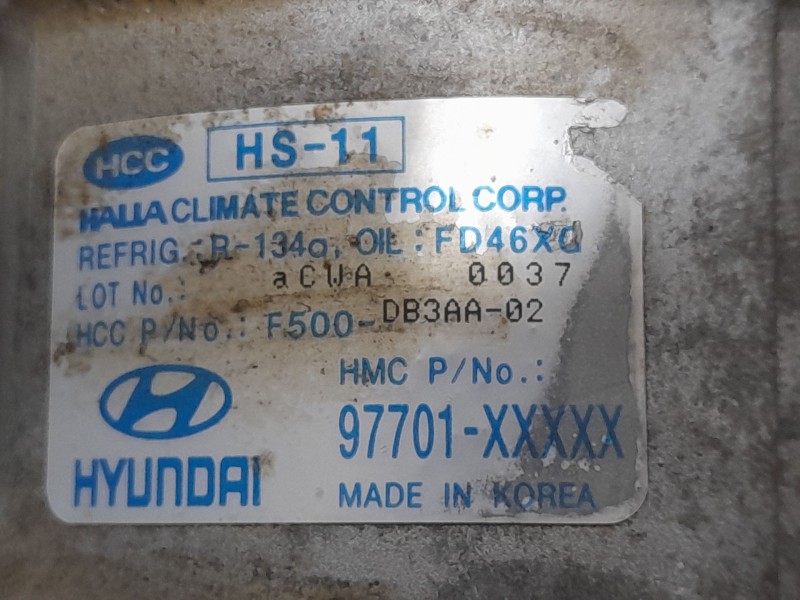 HCC HS-11
HALLA CLIMATE CONTROL CORP.
REFRIG.: R-134a, OIL: FD46XG
LOT No.: aCWA 0037
HCC P/No.: F500-DB3AA-02
HMC P/No.:
97701-XXXXX
HYUNDAI
MADE IN KOREA